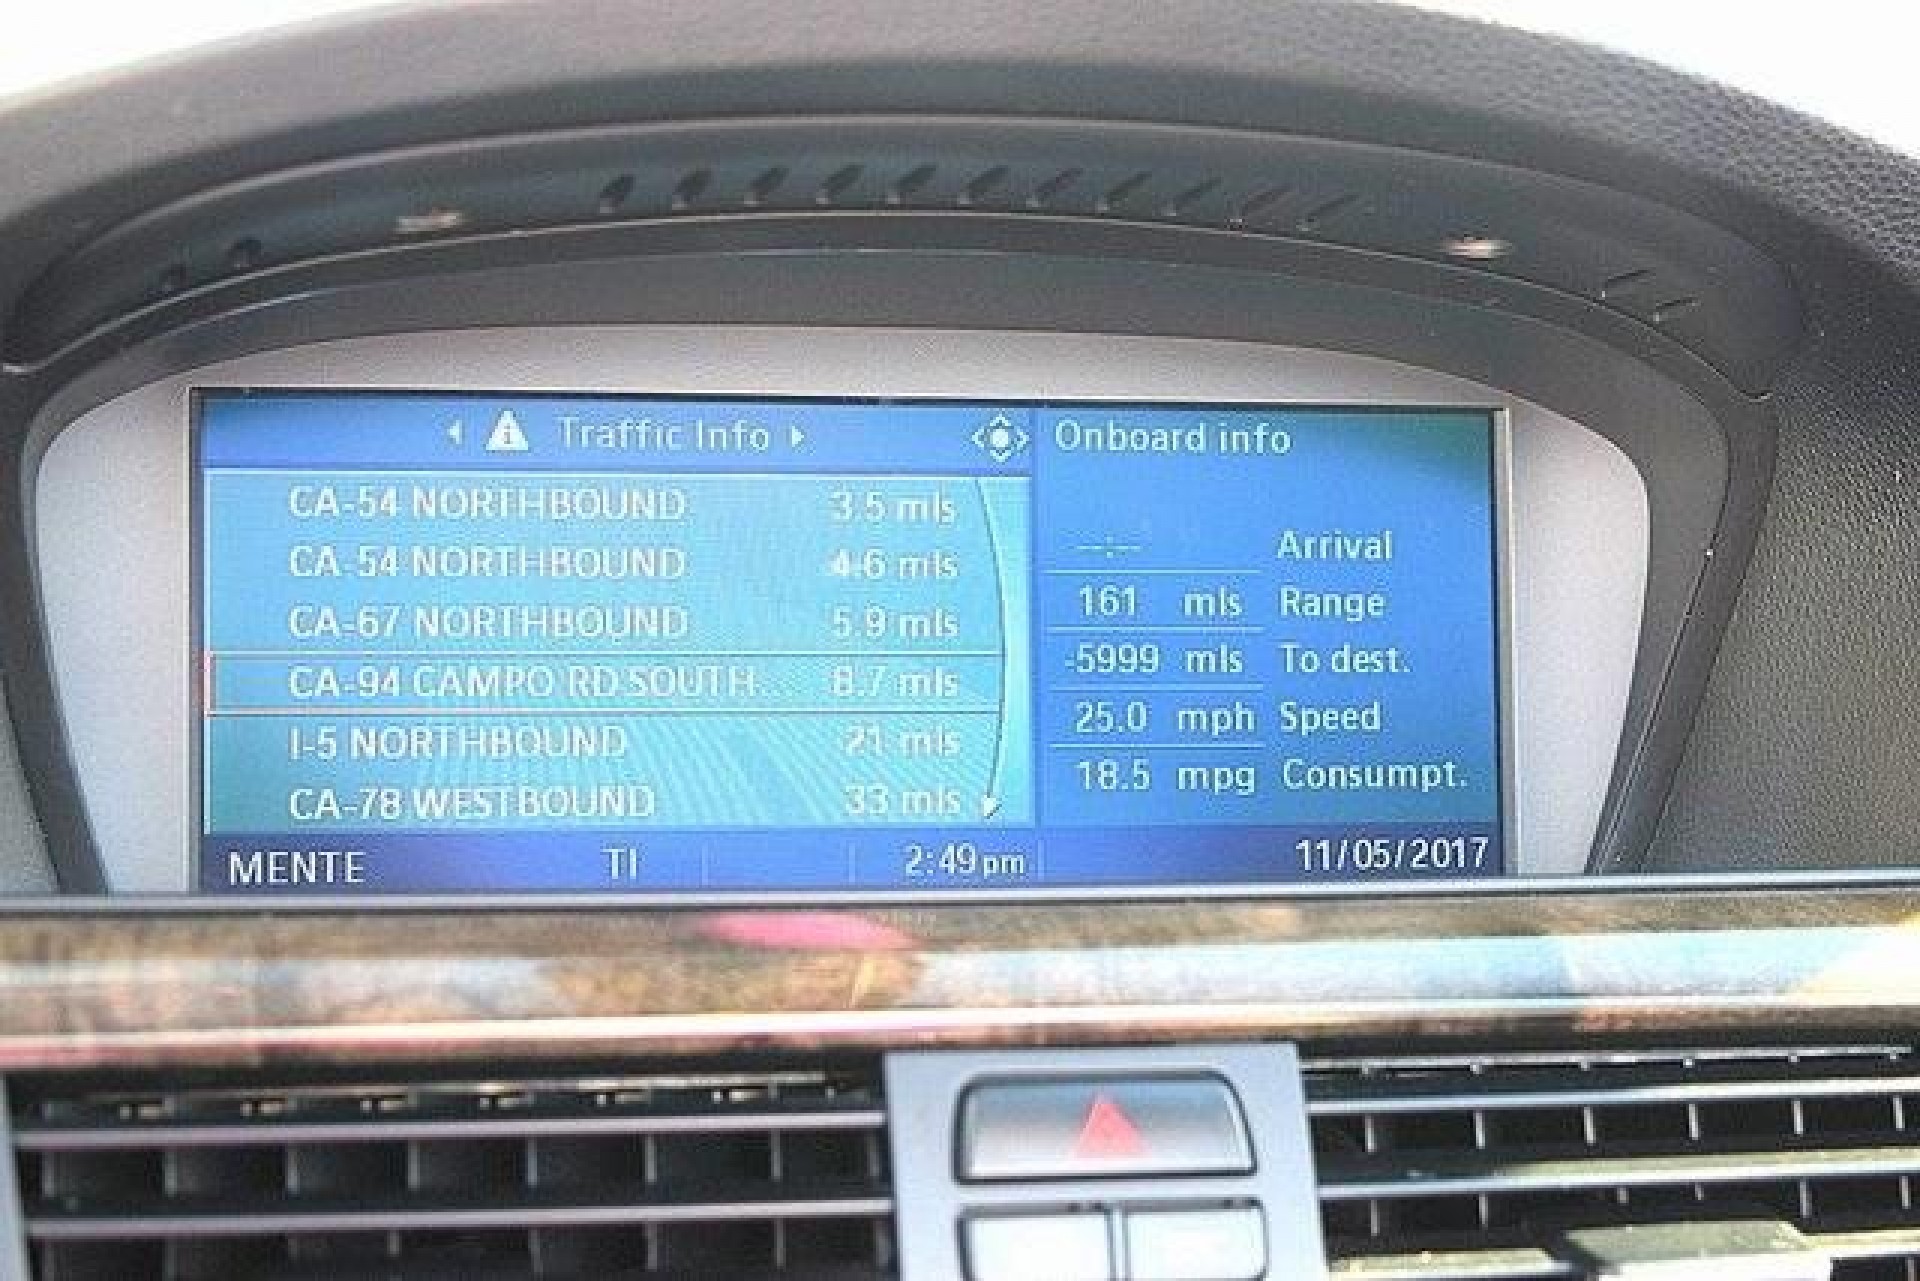 Traffic Info
CA-54 NORTHBOUND 3.5 mls
CA-54 NORTHBOUND 4.6 mls
CA-67 NORTHBOUND 5.9 mls
CA-94 CAMPO RD SOUTH... 8.7 mls
I-5 NORTHBOUND 21 mls
CA-78 WESTBOUND 33 mls
Onboard info
--:-- Arrival
161 mls Range
-5999 mls To dest.
25.0 mph Speed
18.5 mpg Consumpt.
MENTE TI 2:49 pm 11/05/2017